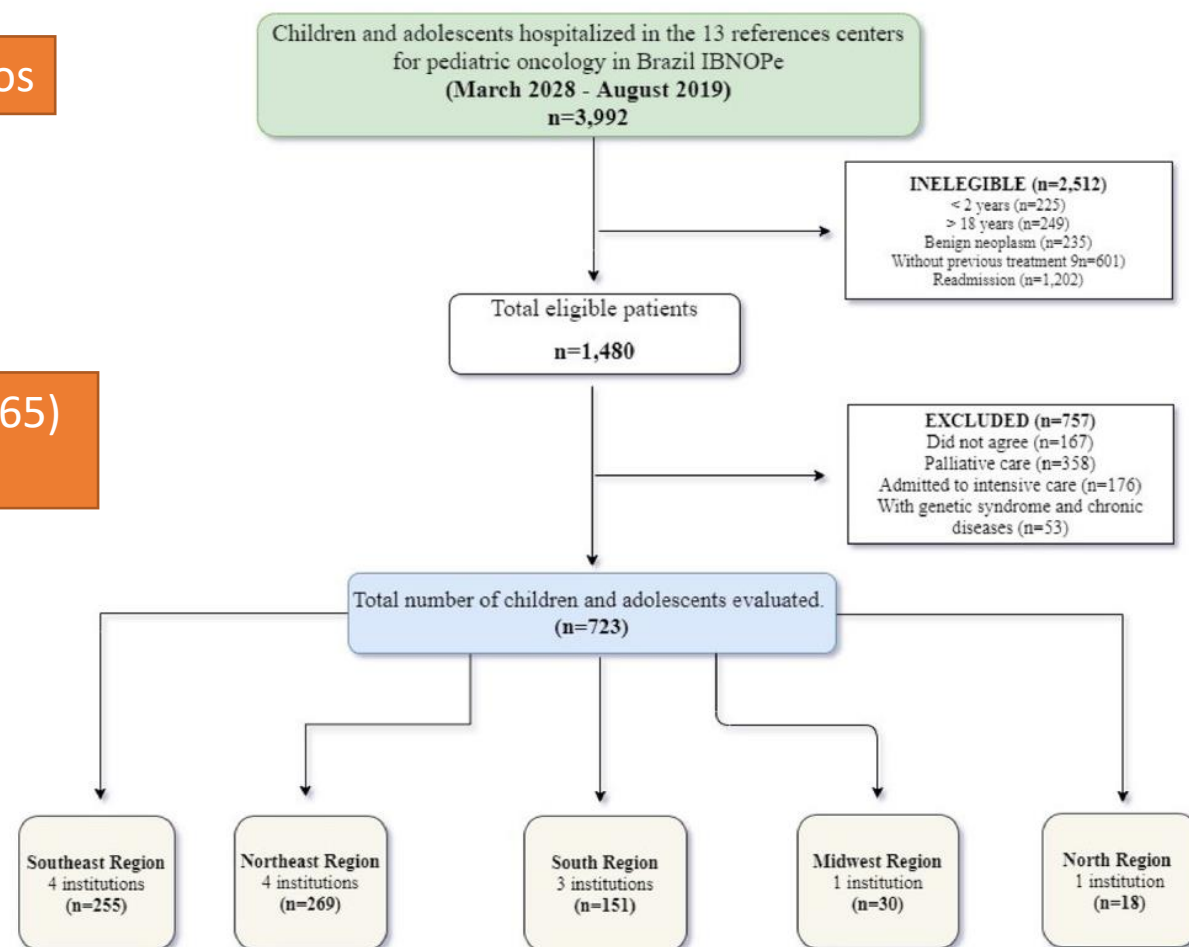 Children and adolescents hospitalized in the 13 references centers
for pediatric oncology in Brazil IBNOPe
(March 2028 - August 2019)
n=3,992
os
INELEGIBLE (n=2,512)
< 2 years (n=225)
> 18 years (n=249)
Benign neoplasm (n=235)
Without previous treatment 9n=601)
Readmission (n=1,202)
Total eligible patients
n=1,480
65)
EXCLUDED (n=757)
Did not agree (n=167)
Palliative care (n=358)
Admitted to intensive care (n=176)
With genetic syndrome and chronic
diseases (n=53)
Total number of children and adolescents evaluated.
(n=723)
Southeast Region
4 institutions
(n=255)
Northeast Region
4 institutions
(n=269)
South Region
3 institutions
(n=151)
Midwest Region
1 institution
(n=30)
North Region
1 institution
(n=18)